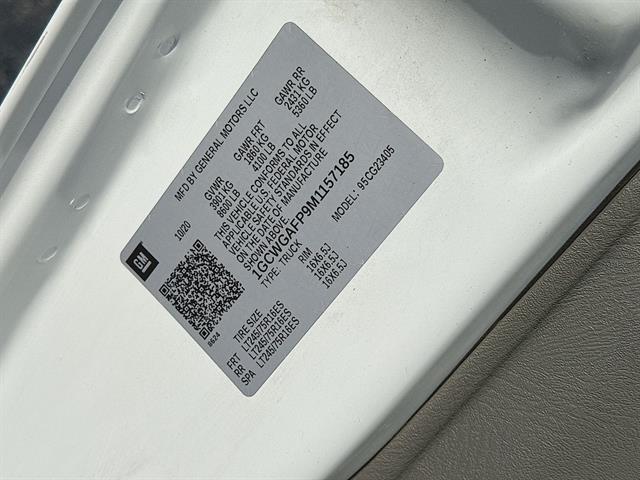 MFD BY GENERAL MOTORS LLC
10/20
GVWR
3901 KG
8600 LB
GAWR FRT
1860 KG
4100 LB
GAWR RR
2431 KG
5360 LB
THIS VEHICLE CONFORMS TO ALL
APPLICABLE U.S. FEDERAL MOTOR
VEHICLE SAFETY STANDARDS IN EFFECT
ON THE DATE OF MANUFACTURE
SHOWN ABOVE.
1GCWGAFP9M1157185
TYPE: TRUCK
MODEL: 95CG23405
GM
8624
TIRE SIZE RIM
FRT LT245/75R16ES 16X6.5J
RR LT245/75R16ES 16X6.5J
SPA LT245/75R16ES 16X6.5J